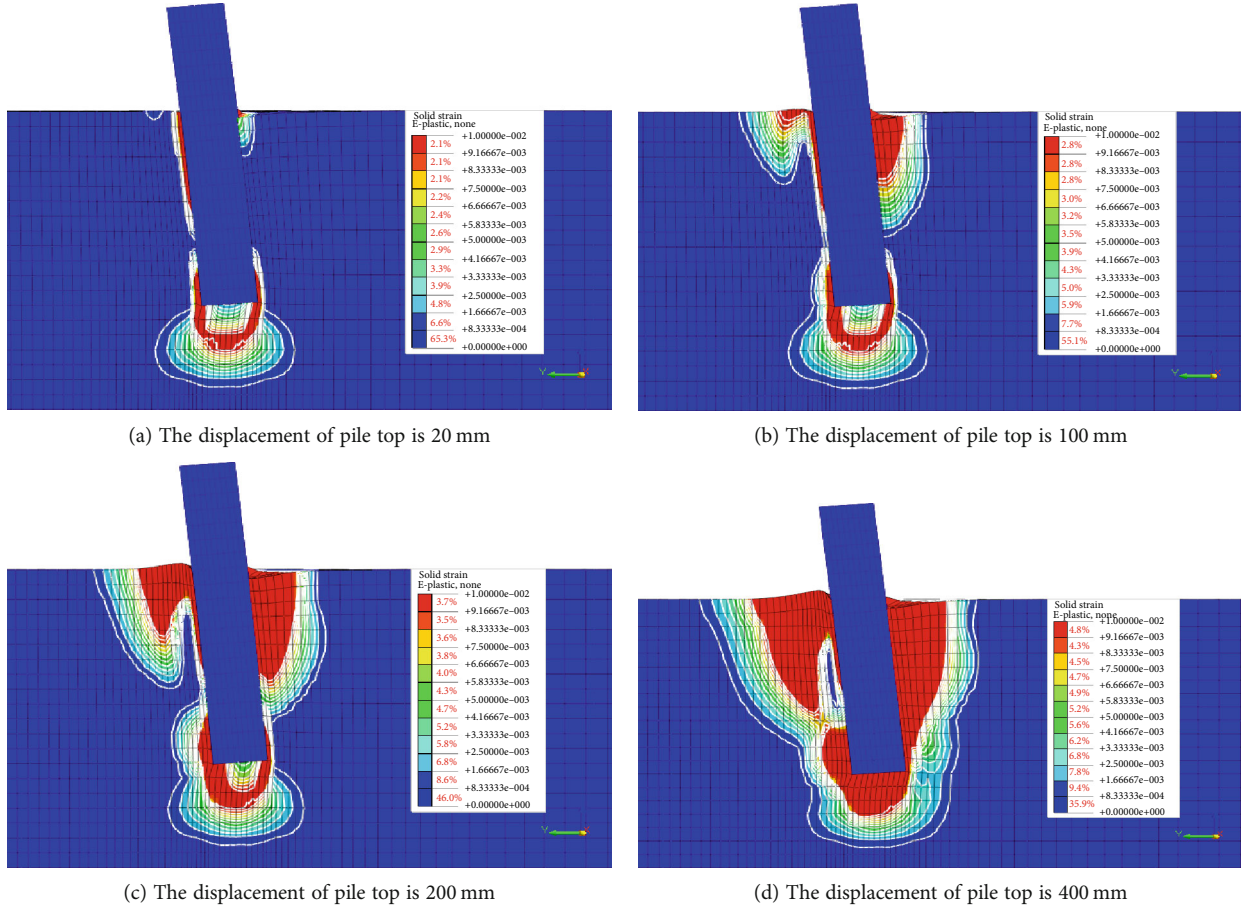 Solid strain
E-plastic, none
+1.00000e−002
2.1%
+9.16667e−003
2.1%
+8.33333e−003
2.1%
+7.50000e−003
2.2%
+6.66667e−003
2.4%
+5.83333e−003
2.6%
+5.00000e−003
2.9%
+4.16667e−003
3.3%
+3.33333e−003
3.9%
+2.50000e−003
4.8%
+1.66667e−003
6.6%
+8.33333e−004
65.3%
+0.00000e+000
Y
(a) The displacement of pile top is 20 mm
Solid strain
E-plastic, none
+1.00000e−002
2.8%
+9.16667e−003
2.8%
+8.33333e−003
2.8%
+7.50000e−003
3.0%
+6.66667e−003
3.2%
+5.83333e−003
3.5%
+5.00000e−003
3.9%
+4.16667e−003
4.3%
+3.33333e−003
5.0%
+2.50000e−003
5.9%
+1.66667e−003
7.7%
+8.33333e−004
55.1%
+0.00000e+000
Y
(b) The displacement of pile top is 100 mm
Solid strain
E-plastic, none
+1.00000e−002
3.7%
+9.16667e−003
3.5%
+8.33333e−003
3.6%
+7.50000e−003
3.8%
+6.66667e−003
4.0%
+5.83333e−003
4.3%
+5.00000e−003
4.7%
+4.16667e−003
5.2%
+3.33333e−003
5.8%
+2.50000e−003
6.8%
+1.66667e−003
8.6%
+8.33333e−004
46.0%
+0.00000e+000
Y
(c) The displacement of pile top is 200 mm
Solid strain
E-plastic, none
+1.00000e−002
4.8%
+9.16667e−003
4.3%
+8.33333e−003
4.5%
+7.50000e−003
4.7%
+6.66667e−003
4.9%
+5.83333e−003
5.2%
+5.00000e−003
5.6%
+4.16667e−003
6.2%
+3.33333e−003
6.8%
+2.50000e−003
7.8%
+1.66667e−003
9.4%
+8.33333e−004
35.9%
+0.00000e+000
Y
(d) The displacement of pile top is 400 mm